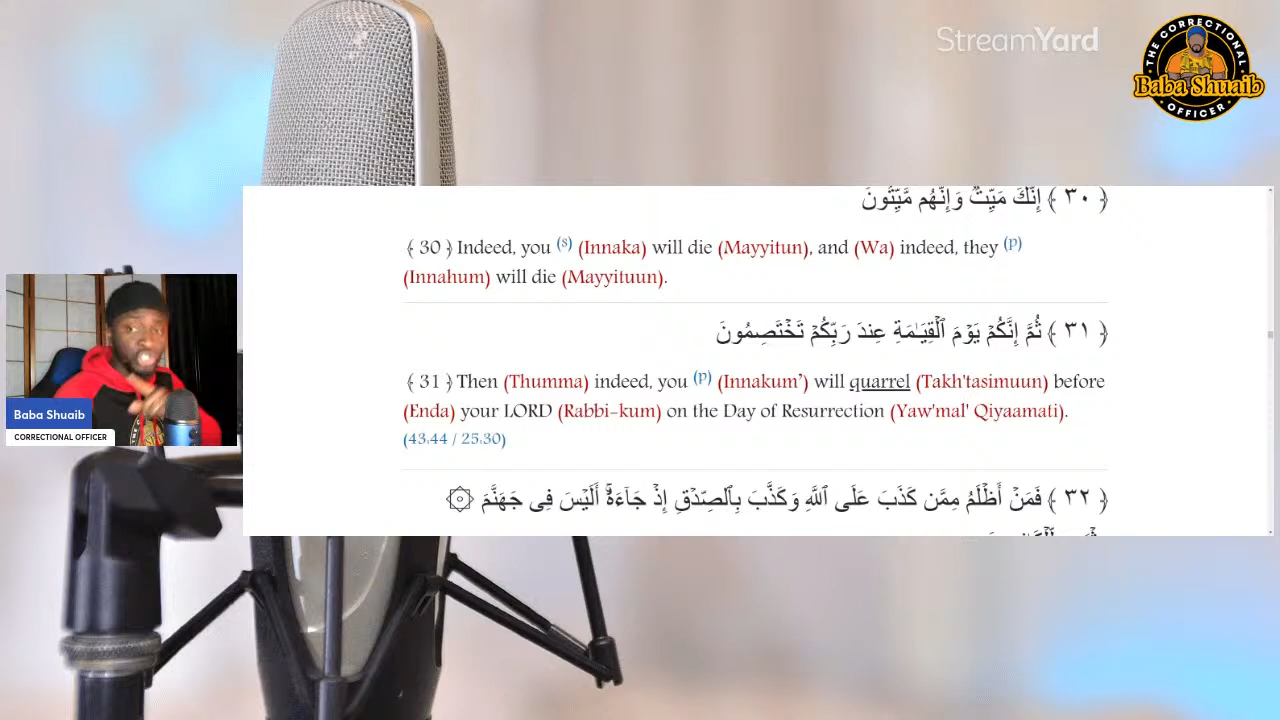 StreamYard
THE CORRECTIONAL
Baba Shuaib
OFFICER
﴿ ٣٠ ﴾ إِنَّكَ مَيِّتٌ وَإِنَّهُم مَّيِّتُونَ
﴾ 30 ﴿ Indeed, you (s) (Innaka) will die (Mayyitun), and (Wa) indeed, they (p)
(Innahum) will die (Mayyituun).
﴿ ٣١ ﴾ ثُمَّ إِنَّكُمْ يَوْمَ ٱلْقِيَـٰمَةِ عِندَ رَبِّكُمْ تَخْتَصِمُونَ
﴾ 31 ﴿ Then (Thumma) indeed, you (p) (Innakum’) will quarrel (Takh'tasimuun) before
(Enda) your LORD (Rabbi-kum) on the Day of Resurrection (Yaw'mal' Qiyaamati).
(43:44 / 25:30)
﴿ ٣٢ ﴾ ۞ فَمَنْ أَظْلَمُ مِمَّن كَذَبَ عَلَى ٱللَّهِ وَكَذَّبَ بِٱلصِّدْقِ إِذْ جَآءَهُۥٓ أَلَيْسَ فِى جَهَنَّمَ
Baba Shuaib
CORRECTIONAL OFFICER